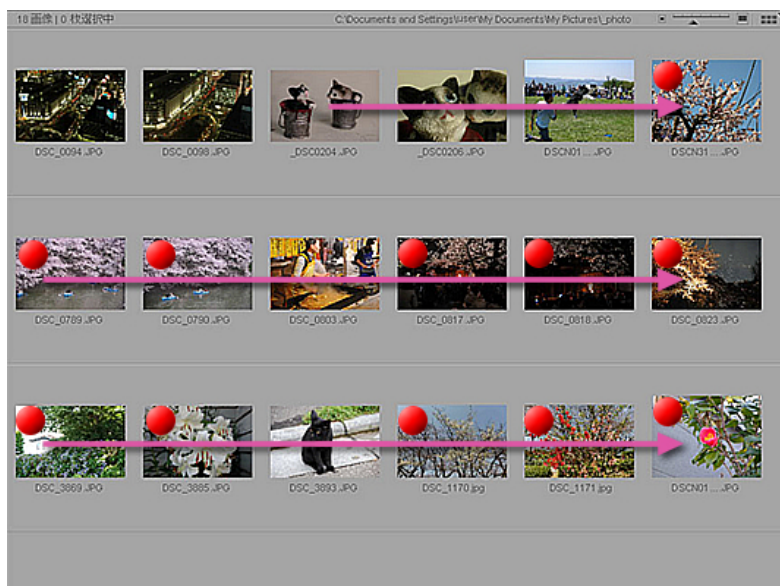 18 画像 | 0 枚選択中 C:\Documents and Settings\user\My Documents\My Pictures\_photo
DSC_0094.JPG DSC_0098.JPG _DSC0204.JPG _DSC0206.JPG DSCN01....JPG DSCN31....JPG
DSC_0789.JPG DSC_0790.JPG DSC_0803.JPG DSC_0817.JPG DSC_0818.JPG DSC_0823.JPG
DSC_3869.JPG DSC_3885.JPG DSC_3893.JPG DSC_1170.jpg DSC_1171.jpg DSCN01....JPG